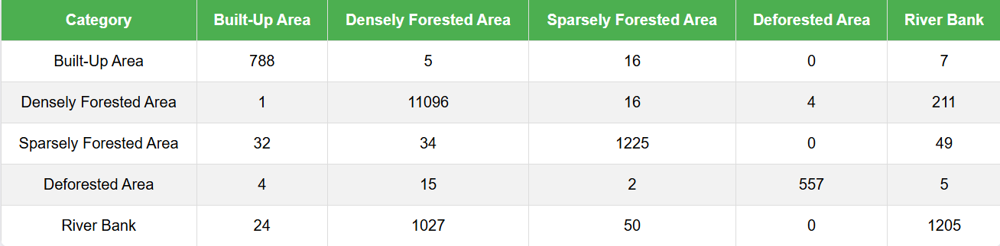 Category Built-Up Area Densely Forested Area Sparsely Forested Area Deforested Area River Bank
Built-Up Area 788 5 16 0 7
Densely Forested Area 1 11096 16 4 211
Sparsely Forested Area 32 34 1225 0 49
Deforested Area 4 15 2 557 5
River Bank 24 1027 50 0 1205